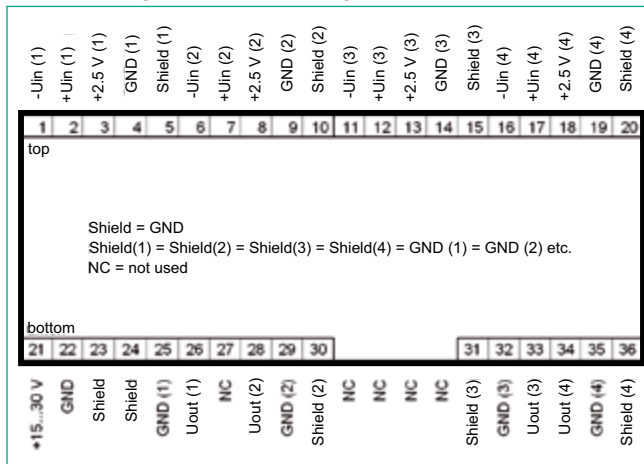 -Uin (1)
+Uin (1)
+2.5 V (1)
GND (1)
Shield (1)
-Uin (2)
+Uin (2)
+2.5 V (2)
GND (2)
Shield (2)
-Uin (3)
+Uin (3)
+2.5 V (3)
GND (3)
Shield (3)
-Uin (4)
+Uin (4)
+2.5 V (4)
GND (4)
Shield (4)
1 2 3 4 5 6 7 8 9 10 11 12 13 14 15 16 17 18 19 20
top
Shield = GND
Shield(1) = Shield(2) = Shield(3) = Shield(4) = GND (1) = GND (2) etc.
NC = not used
bottom
21 22 23 24 25 26 27 28 29 30 31 32 33 34 35 36
+15...30 V
GND
Shield
Shield
GND (1)
Uout (1)
NC
Uout (2)
GND (2)
Shield (2)
NC
NC
NC
NC
Shield (3)
GND (3)
Uout (3)
Uout (4)
GND (4)
Shield (4)